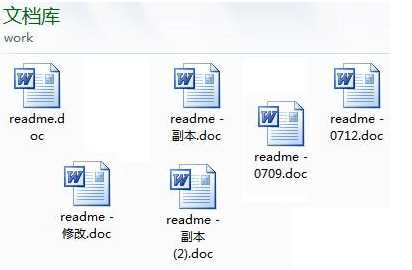 文档库
work
readme.d
oc
readme -
副本.doc
readme -
0709.doc
readme -
0712.doc
readme -
修改.doc
readme -
副本
(2).doc